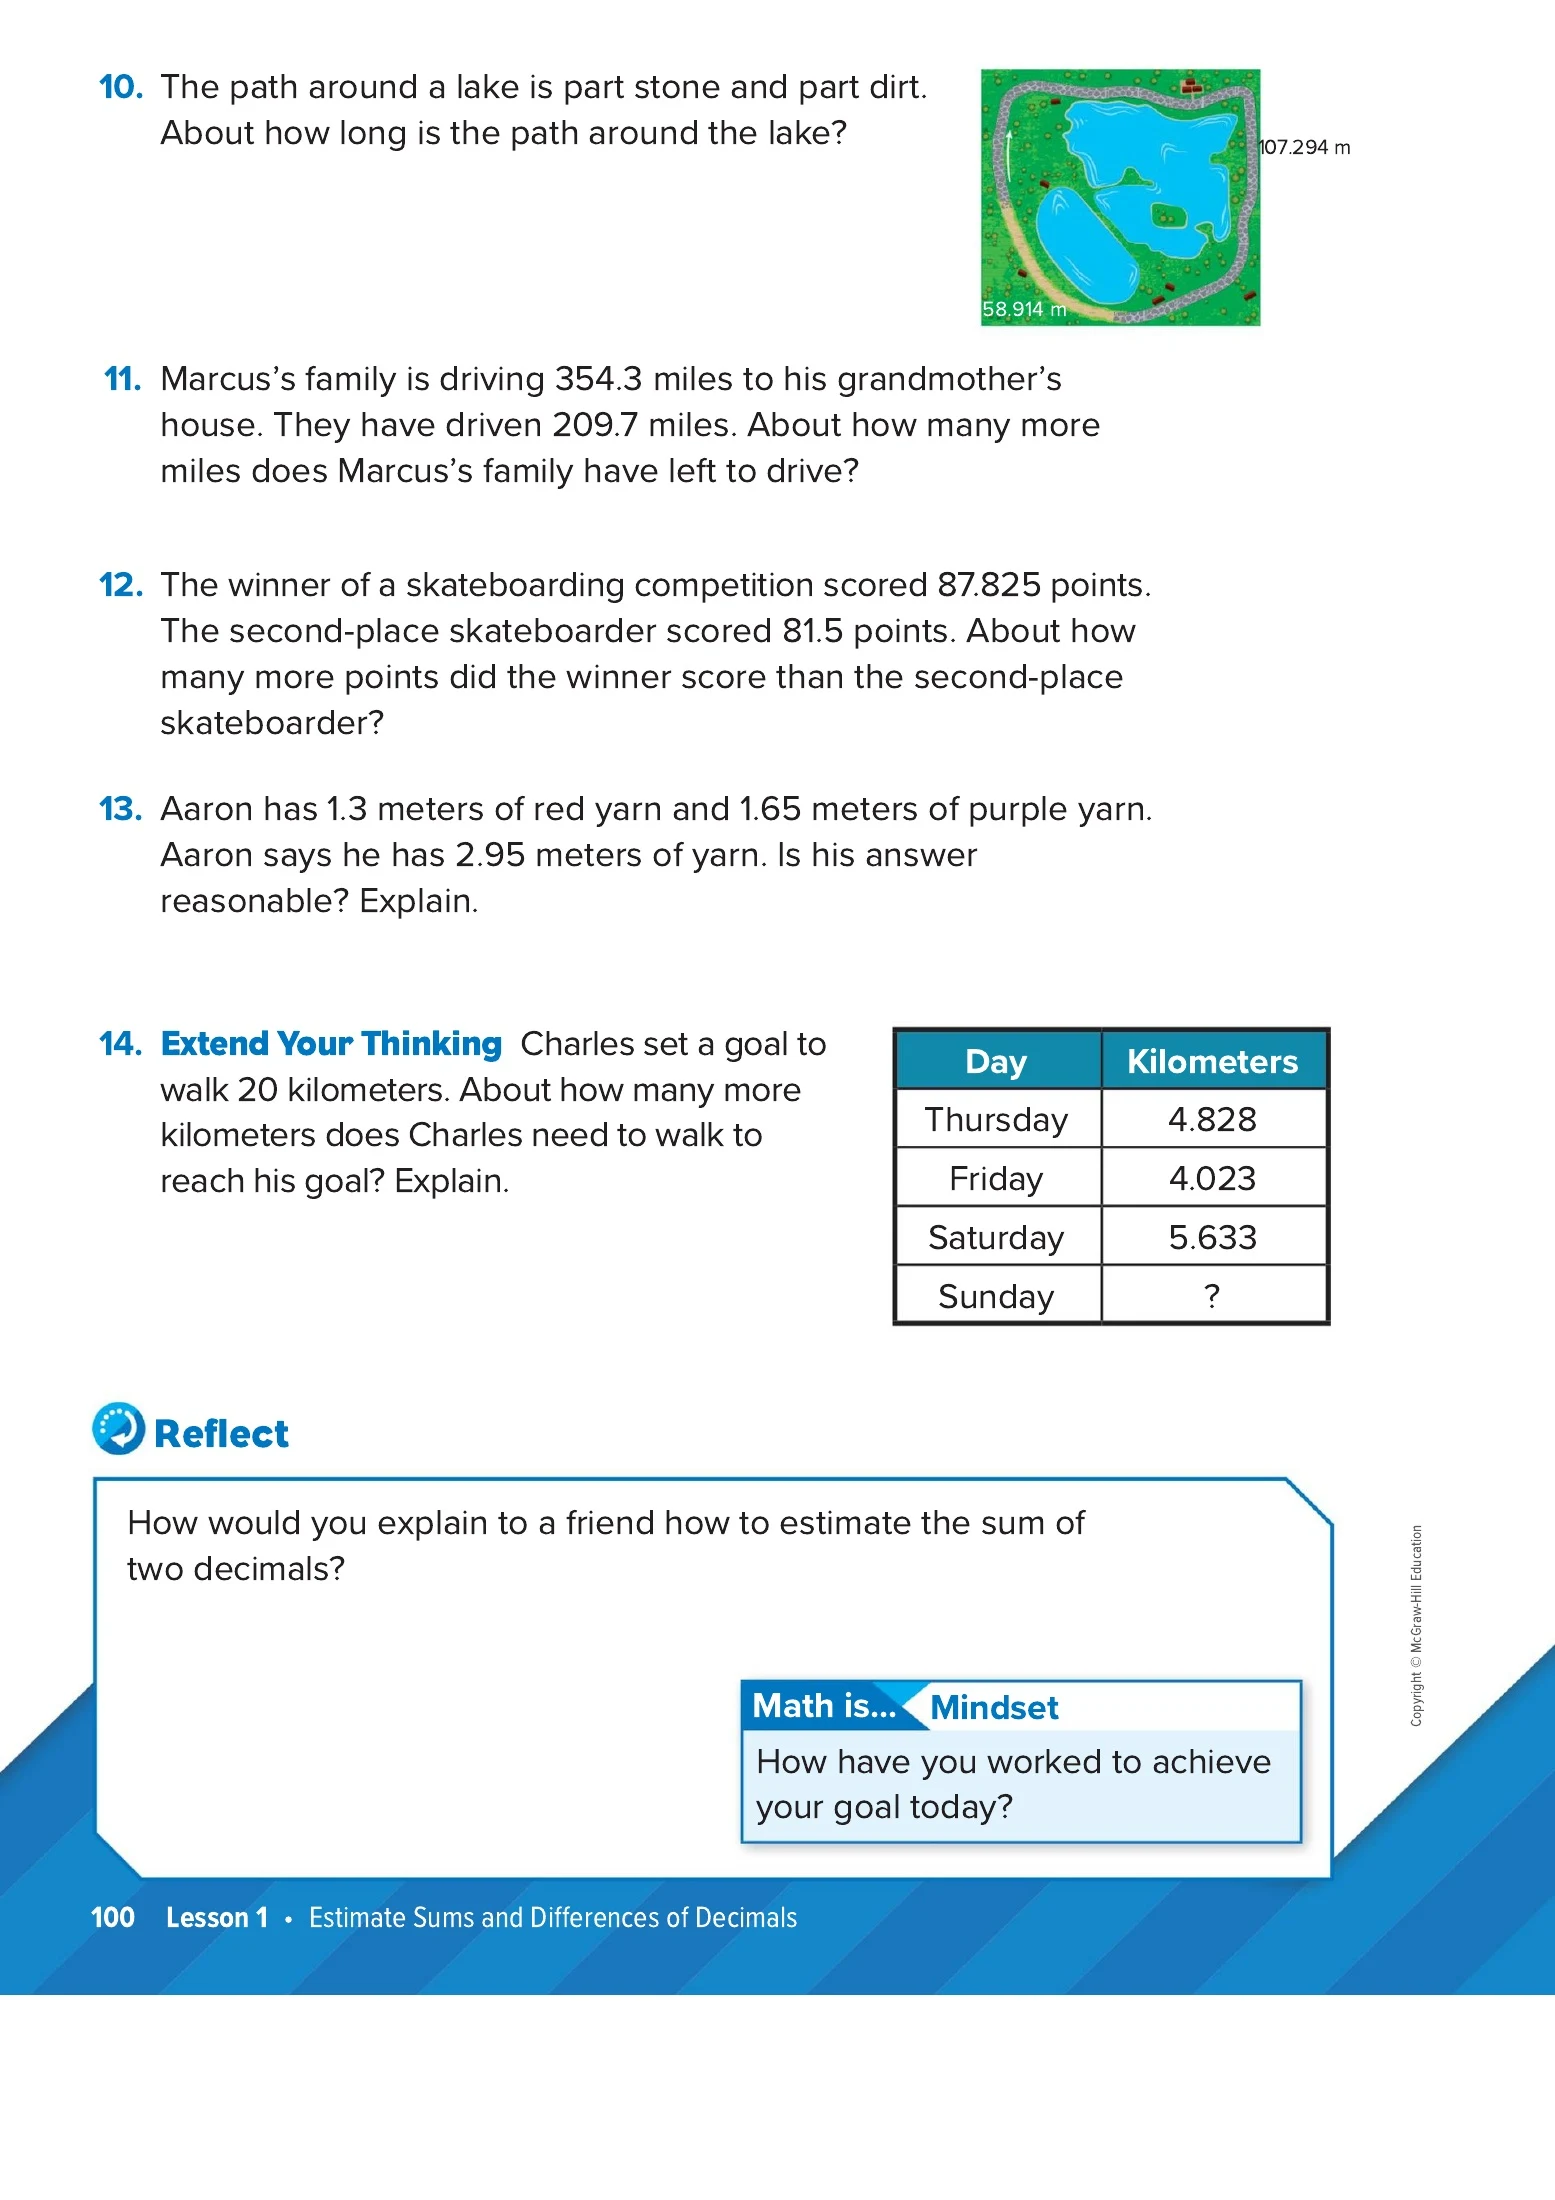 10. The path around a lake is part stone and part dirt.
About how long is the path around the lake?
107.294 m
58.914 m
11. Marcus’s family is driving 354.3 miles to his grandmother’s
house. They have driven 209.7 miles. About how many more
miles does Marcus’s family have left to drive?
12. The winner of a skateboarding competition scored 87.825 points.
The second-place skateboarder scored 81.5 points. About how
many more points did the winner score than the second-place
skateboarder?
13. Aaron has 1.3 meters of red yarn and 1.65 meters of purple yarn.
Aaron says he has 2.95 meters of yarn. Is his answer
reasonable? Explain.
14. Extend Your Thinking Charles set a goal to
walk 20 kilometers. About how many more
kilometers does Charles need to walk to
reach his goal? Explain.
Day Kilometers
Thursday 4.828
Friday 4.023
Saturday 5.633
Sunday ?
Reflect
How would you explain to a friend how to estimate the sum of
two decimals?
Math is... Mindset
How have you worked to achieve
your goal today?
Copyright © McGraw-Hill Education
100 Lesson 1 • Estimate Sums and Differences of Decimals